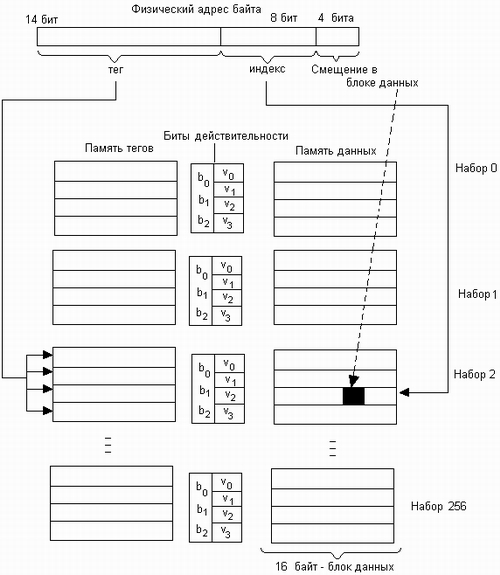 Физический адрес байта
14 бит 8 бит 4 бита
тег индекс Смещение в
блоке данных
Биты действительности
Память тегов Память данных
Набор 0
b0 v0
v1
b1 v2
b2 v3
Набор 1
b0 v0
v1
b1 v2
b2 v3
Набор 2
b0 v0
v1
b1 v2
b2 v3
b0 v0
v1
b1 v2
b2 v3
Набор 256
16 байт - блок данных